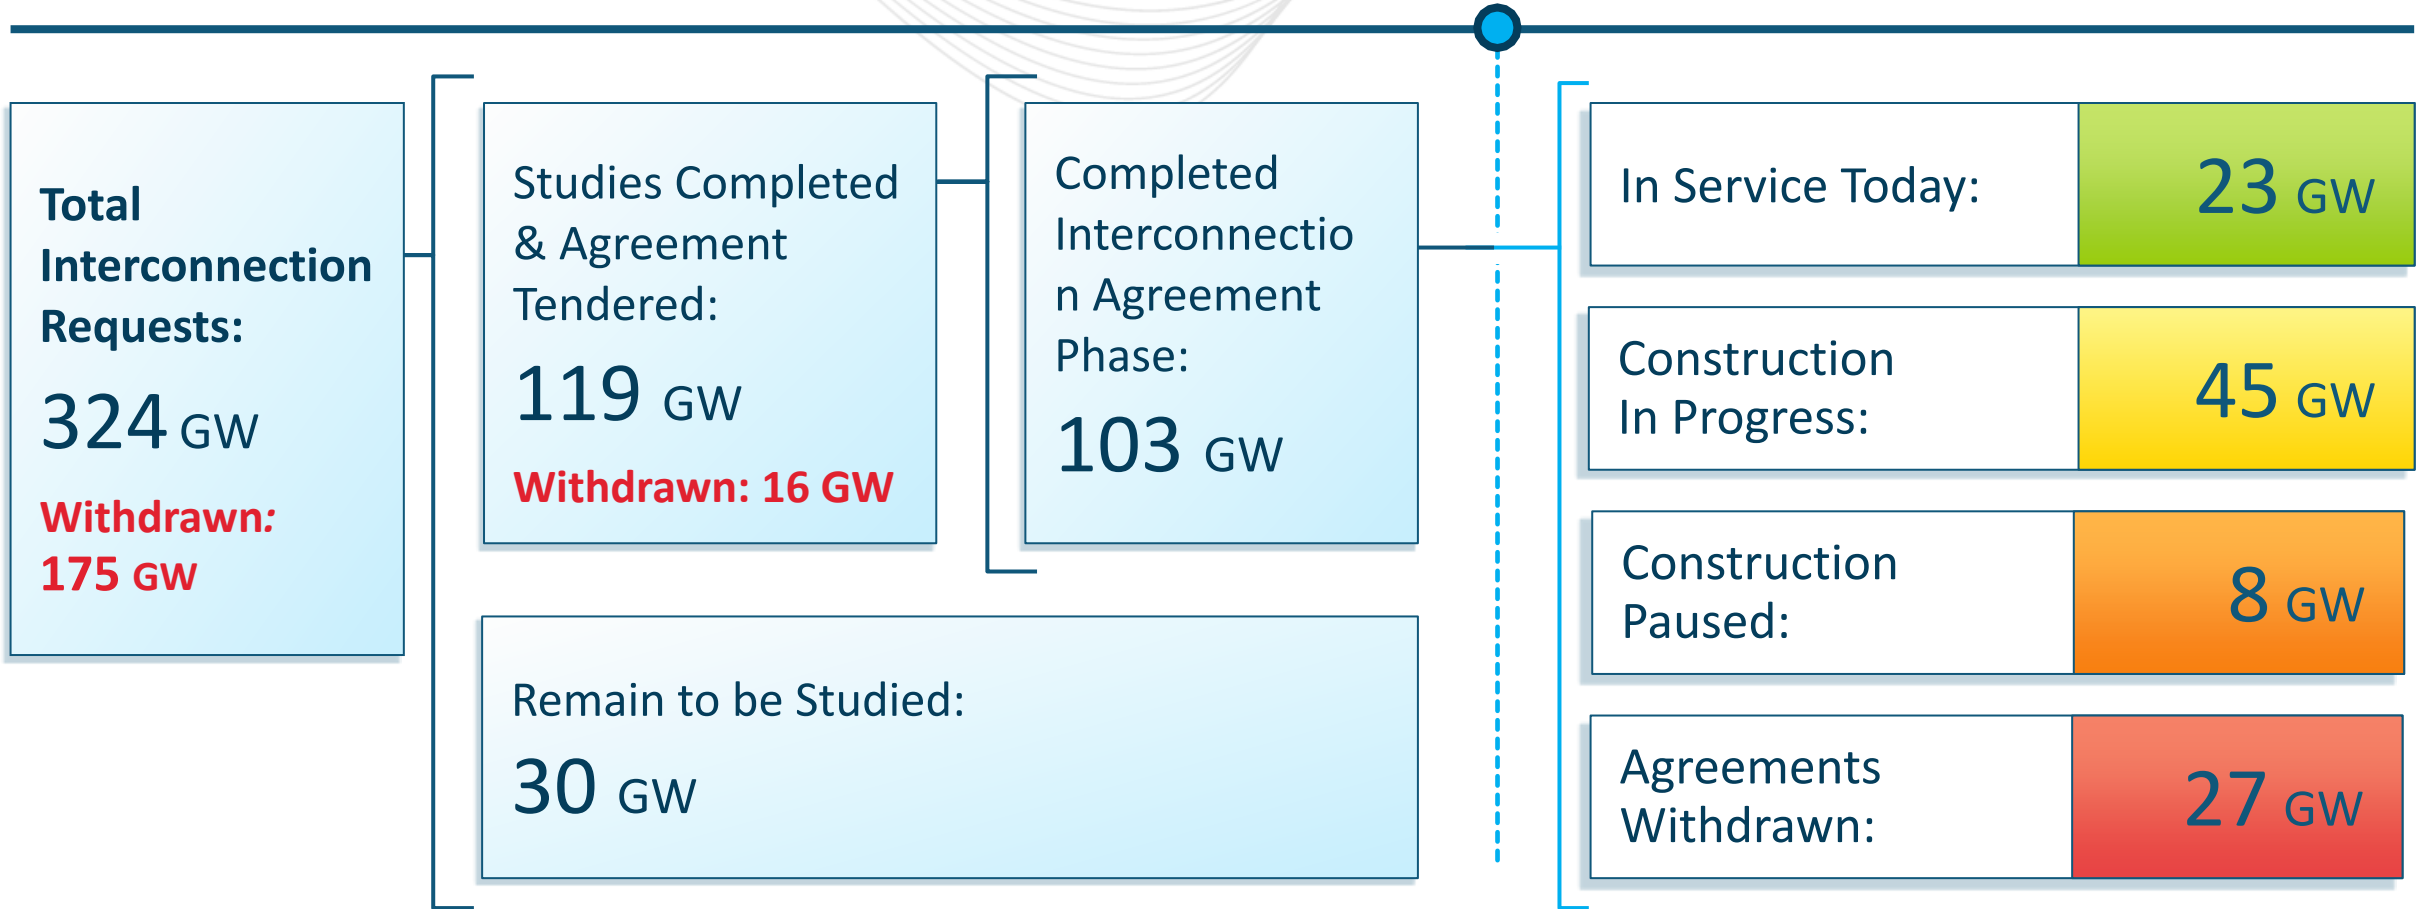 Total
Interconnection
Requests:
324 GW
Withdrawn:
175 GW
Studies Completed
& Agreement
Tendered:
119 GW
Withdrawn: 16 GW
Completed
Interconnectio
n Agreement
Phase:
103 GW
Remain to be Studied:
30 GW
In Service Today:
23 GW
Construction
In Progress:
45 GW
Construction
Paused:
8 GW
Agreements
Withdrawn:
27 GW